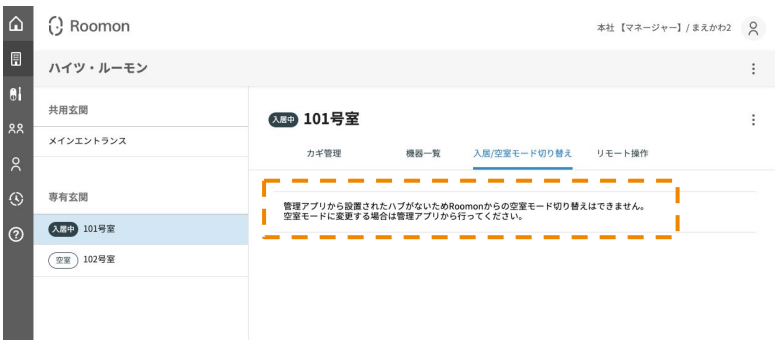 Roomon
本社 【マネージャー】/ まえかわ2
ハイツ・ルーモン
共用玄関
メインエントランス
専有玄関
入居中 101号室
空室 102号室
入居中 101号室
カギ管理 機器一覧 入居/空室モード切り替え リモート操作
管理アプリから設置されたハブがないためRoomonからの空室モード切り替えはできません。
空室モードに変更する場合は管理アプリから行ってください。